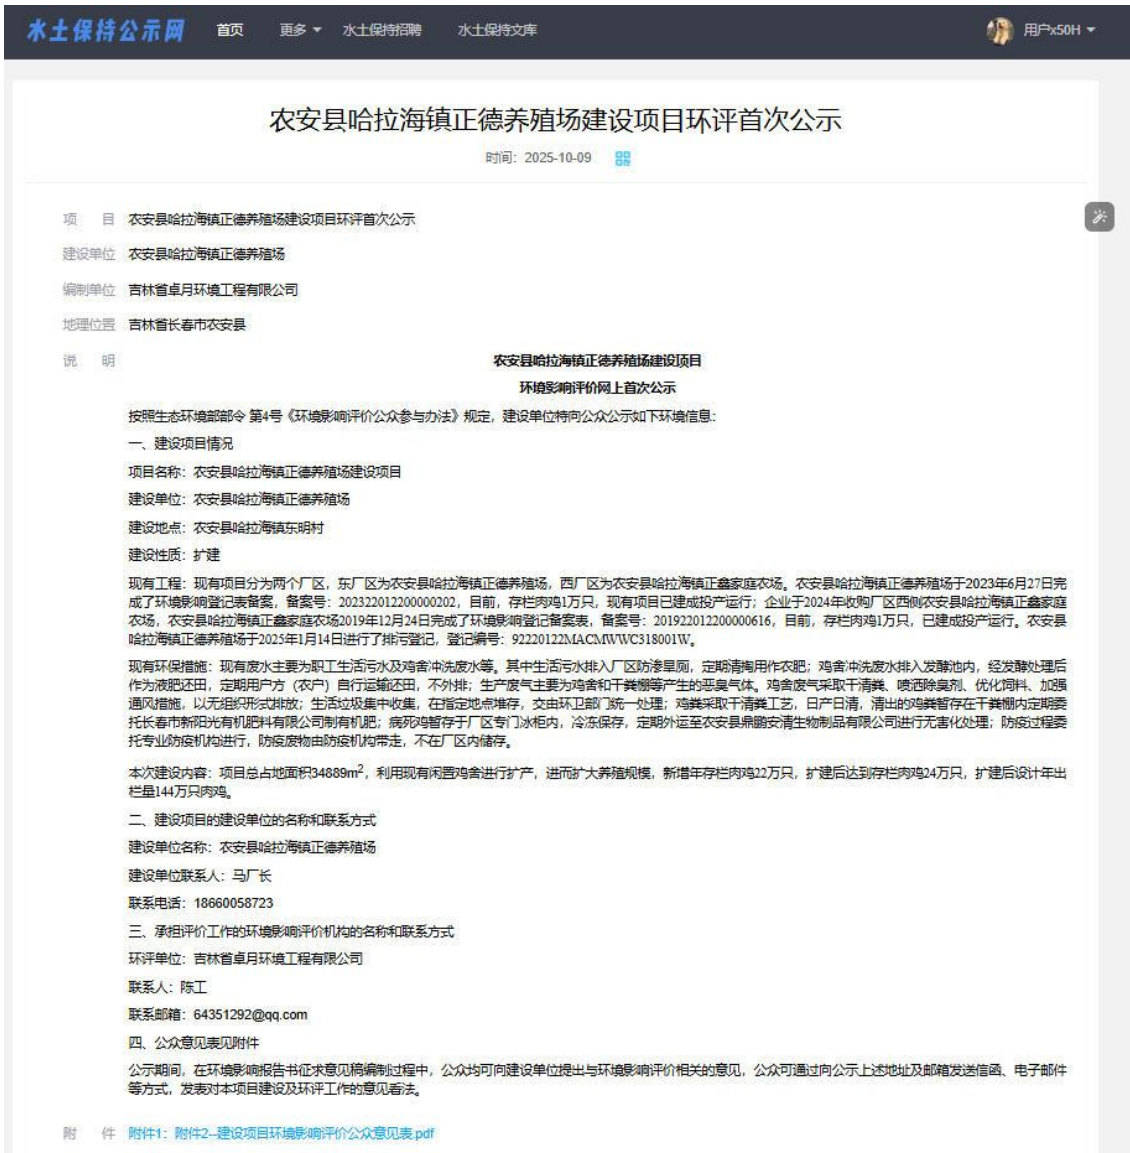 水土保持公示网 首页 更多 水土保持招聘 水土保持文库 用户x50H
农安县哈拉海镇正德养殖场建设项目环评首次公示
时间：2025-10-09
项 目 农安县哈拉海镇正德养殖场建设项目环评首次公示
建设单位 农安县哈拉海镇正德养殖场
编制单位 吉林省卓月环境工程有限公司
地理位置 吉林省长春市农安县
说 明 农安县哈拉海镇正德养殖场建设项目
环境影响评价网上首次公示
按照生态环境部部令 第4号《环境影响评价公众参与办法》规定，建设单位特向公众公示如下环境信息：
一、建设项目情况
项目名称：农安县哈拉海镇正德养殖场建设项目
建设单位：农安县哈拉海镇正德养殖场
建设地点：农安县哈拉海镇东明村
建设性质：扩建
现有工程：现有项目分为两个厂区，东厂区为农安县哈拉海镇正德养殖场，西厂区为农安县哈拉海镇正鑫家庭农场。农安县哈拉海镇正德养殖场于2023年6月27日完
成了环境影响登记表备案，备案号：202322012200000202，目前，存栏肉鸡1万只，现有项目已建成投产运行；企业于2024年收购厂区西侧农安县哈拉海镇正鑫家庭
农场，农安县哈拉海镇正鑫家庭农场2019年12月24日完成了环境影响登记备案表，备案号：201922012200000616，目前，存栏肉鸡1万只，已建成投产运行。农安县
哈拉海镇正德养殖场于2025年1月14日进行了排污登记，登记编号：92220122MACMWWC318001W。
现有环保措施：现有废水主要为职工生活污水及鸡舍冲洗废水等。其中生活污水排入厂区防渗旱厕，定期清掏用作农肥；鸡舍冲洗废水排入发酵池内，经发酵处理后
作为液肥还田，定期用户方（农户）自行运输还田，不外排；生产废气主要为鸡舍和干粪棚等产生的恶臭气体。鸡舍废气采取干清粪、喷洒除臭剂、优化饲料、加强
通风措施，以无组织形式排放；生活垃圾集中收集，在指定地点堆存，交由环卫部门统一处理；鸡粪采取干清粪工艺，日产日清，清出的鸡粪暂存在干粪棚内定期委
托长春市新阳光有机肥料有限公司制有机肥；病死鸡暂存于厂区专门冰柜内，冷冻保存，定期外运至农安县鼎鹏安清生物制品有限公司进行无害化处理；防疫过程委
托专业防疫机构进行，防疫废物由防疫机构带走，不在厂区内储存。
本次建设内容：项目总占地面积34889m²，利用现有闲置鸡舍进行扩产，进而扩大养殖规模，新增年存栏肉鸡22万只，扩建后达到存栏肉鸡24万只，扩建后设计年出
栏量144万只肉鸡。
二、建设项目的建设单位的名称和联系方式
建设单位名称：农安县哈拉海镇正德养殖场
建设单位联系人：马厂长
联系电话：18660058723
三、承担评价工作的环境影响评价机构的名称和联系方式
环评单位：吉林省卓月环境工程有限公司
联系人：陈工
联系邮箱：64351292@qq.com
四、公众意见表见附件
公示期间，在环境影响报告书征求意见稿编制过程中，公众均可向建设单位提出与环境影响评价相关的意见，公众可通过向公示上述地址及邮箱发送信函、电子邮件
等方式，发表对本项目建设及环评工作的意见看法。
附 件 附件1：附件2--建设项目环境影响评价公众意见表.pdf